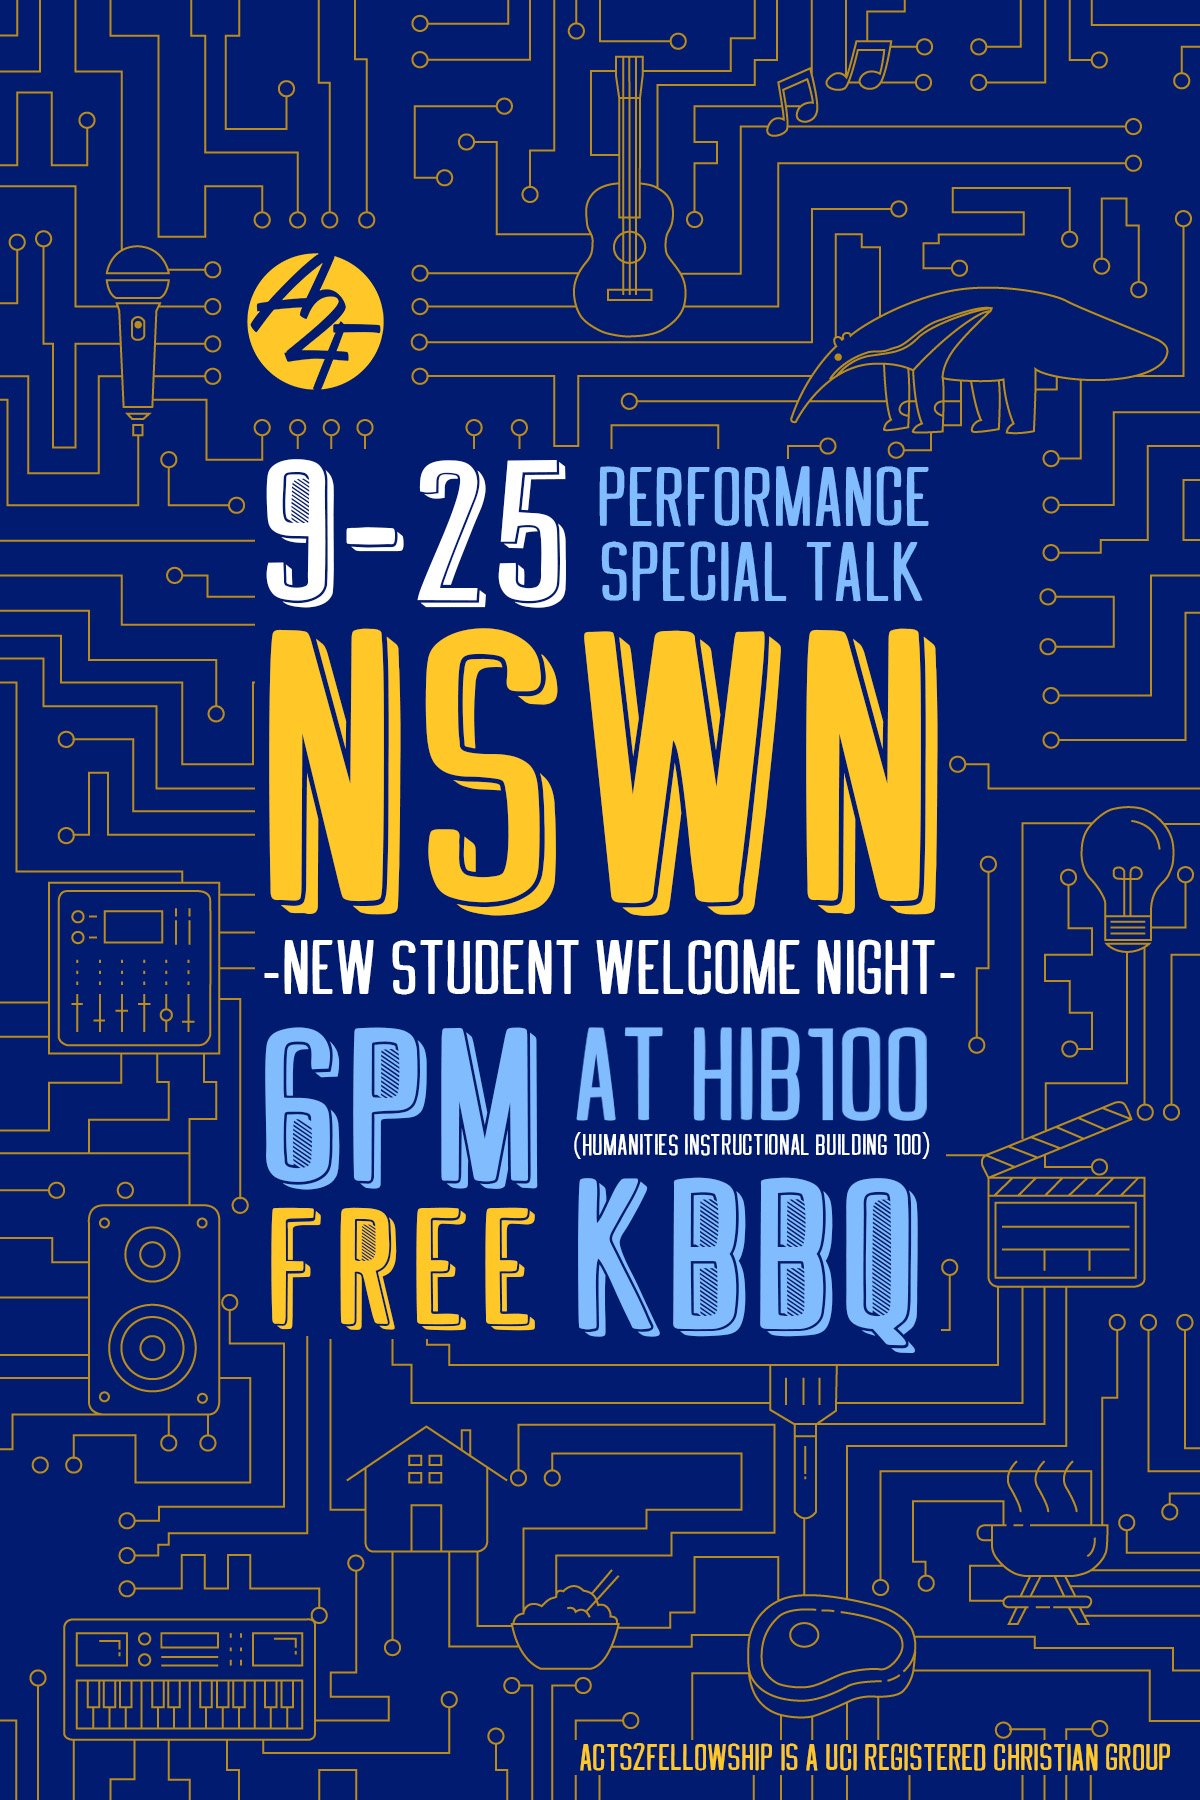 A2F
9-25
PERFORMANCE
SPECIAL TALK
NSWN
-NEW STUDENT WELCOME NIGHT-
6PM
AT HIB100
(HUMANITIES INSTRUCTIONAL BUILDING 100)
FREE
KBBQ
ACTS2FELLOWSHIP IS A UCI REGISTERED CHRISTIAN GROUP